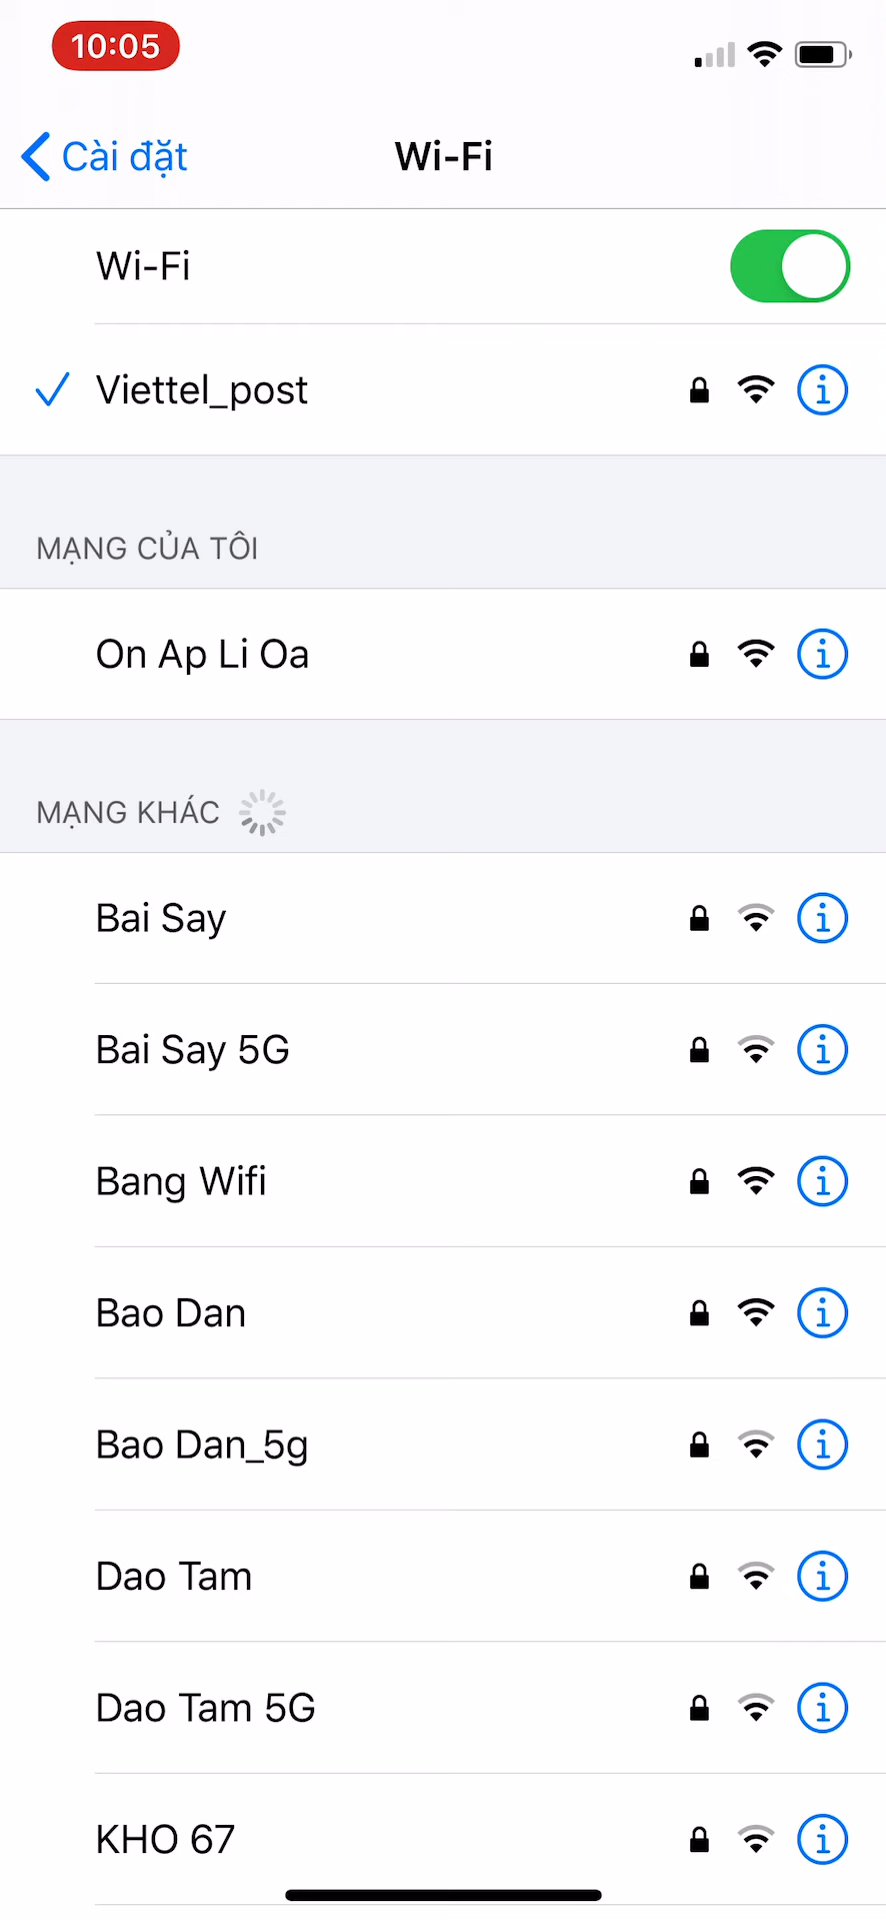 10:05
Cài đặt
Wi-Fi
Wi-Fi
Viettel_post
MẠNG CỦA TÔI
On Ap Li Oa
MẠNG KHÁC
Bai Say
Bai Say 5G
Bang Wifi
Bao Dan
Bao Dan_5g
Dao Tam
Dao Tam 5G
KHO 67